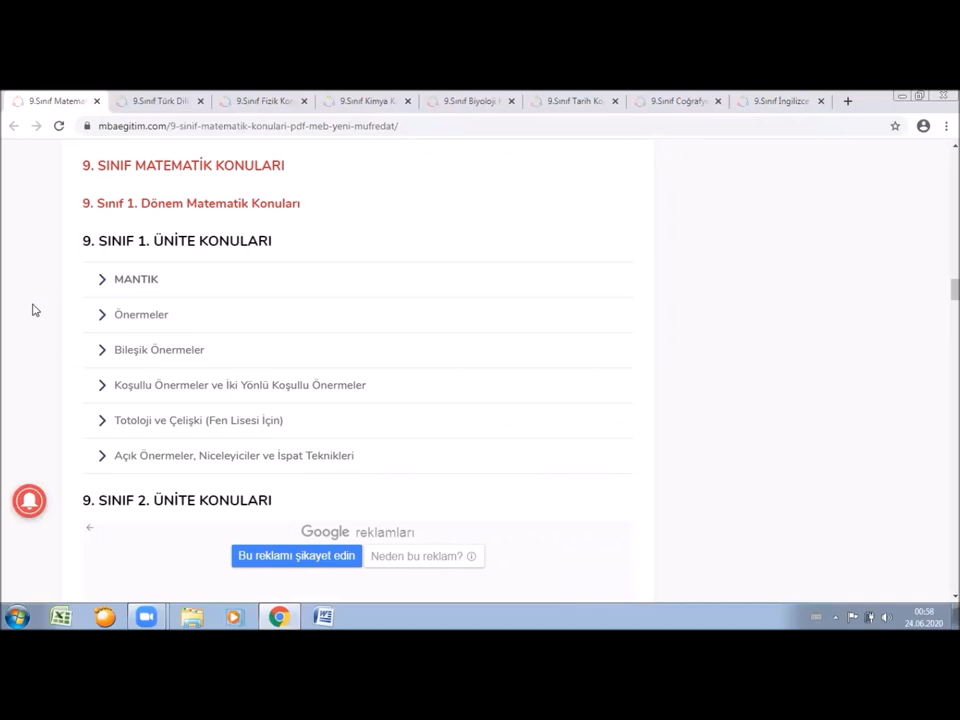 9.Sınıf Matema
9.Sınıf Türk Dili
9.Sınıf Fizik Kon
9.Sınıf Kimya K
9.Sınıf Biyoloji K
9.Sınıf Tarih Ko
9.Sınıf Coğrafy
9.Sınıf İngilizce
mbaegitim.com/9-sinif-matematik-konulari-pdf-meb-yeni-mufredat/
9. SINIF MATEMATİK KONULARI
9. Sınıf 1. Dönem Matematik Konuları
9. SINIF 1. ÜNİTE KONULARI
MANTIK
Önermeler
Bileşik Önermeler
Koşullu Önermeler ve İki Yönlü Koşullu Önermeler
Totoloji ve Çelişki (Fen Lisesi İçin)
Açık Önermeler, Niceleyiciler ve İspat Teknikleri
9. SINIF 2. ÜNİTE KONULARI
Google reklamları
Bu reklamı şikayet edin
Neden bu reklam?
00:58
24.06.2020